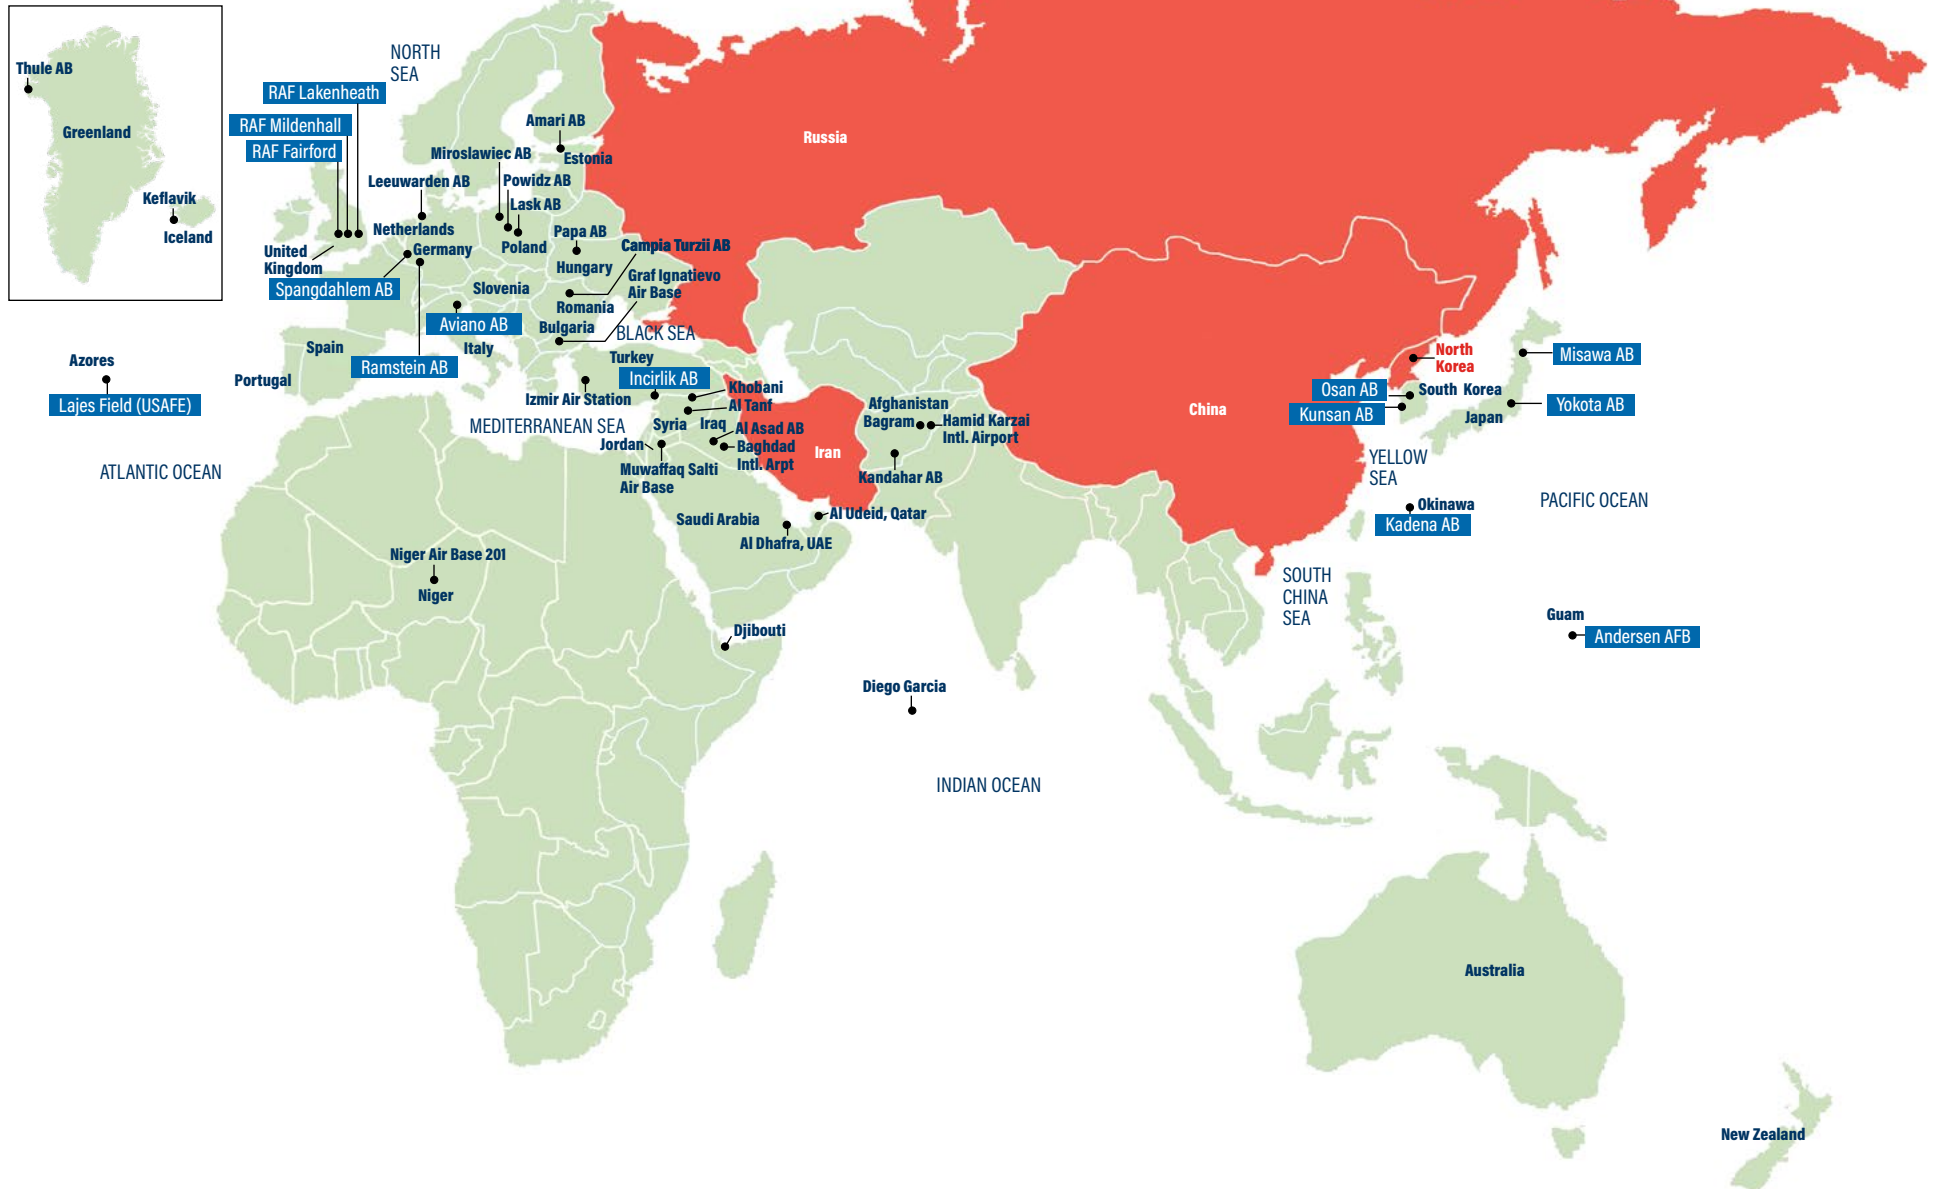 Thule AB
Greenland
Keflavik
Iceland
NORTH
SEA
RAF Lakenheath
RAF Mildenhall
RAF Fairford
Amari AB
Estonia
Miroslawiec AB
Leeuwarden AB
Powidz AB
Lask AB
Netherlands
Germany
Poland
Papa AB
Hungary
Campia Turzii AB
United
Kingdom
Spangdahlem AB
Slovenia
Graf Ignatievo
Air Base
Romania
Aviano AB
Bulgaria
BLACK SEA
Spain
Italy
Portugal
Ramstein AB
Turkey
Incirlik AB
Izmir Air Station
Azores
Lajes Field (USAFE)
ATLANTIC OCEAN
MEDITERRANEAN SEA
Khobani
Al Tanf
Syria
Iraq
Al Asad AB
Baghdad
Intl. Arpt
Jordan
Muwaffaq Salti
Air Base
Russia
Iran
Afghanistan
Bagram
Hamid Karzai
Intl. Airport
Kandahar AB
Saudi Arabia
Al Udeid, Qatar
Al Dhafra, UAE
Niger Air Base 201
Niger
Djibouti
Diego Garcia
INDIAN OCEAN
China
North
Korea
Osan AB
South Korea
Kunsan AB
Misawa AB
Yokota AB
Japan
YELLOW
SEA
Okinawa
Kadena AB
PACIFIC OCEAN
SOUTH
CHINA
SEA
Guam
Andersen AFB
Australia
New Zealand